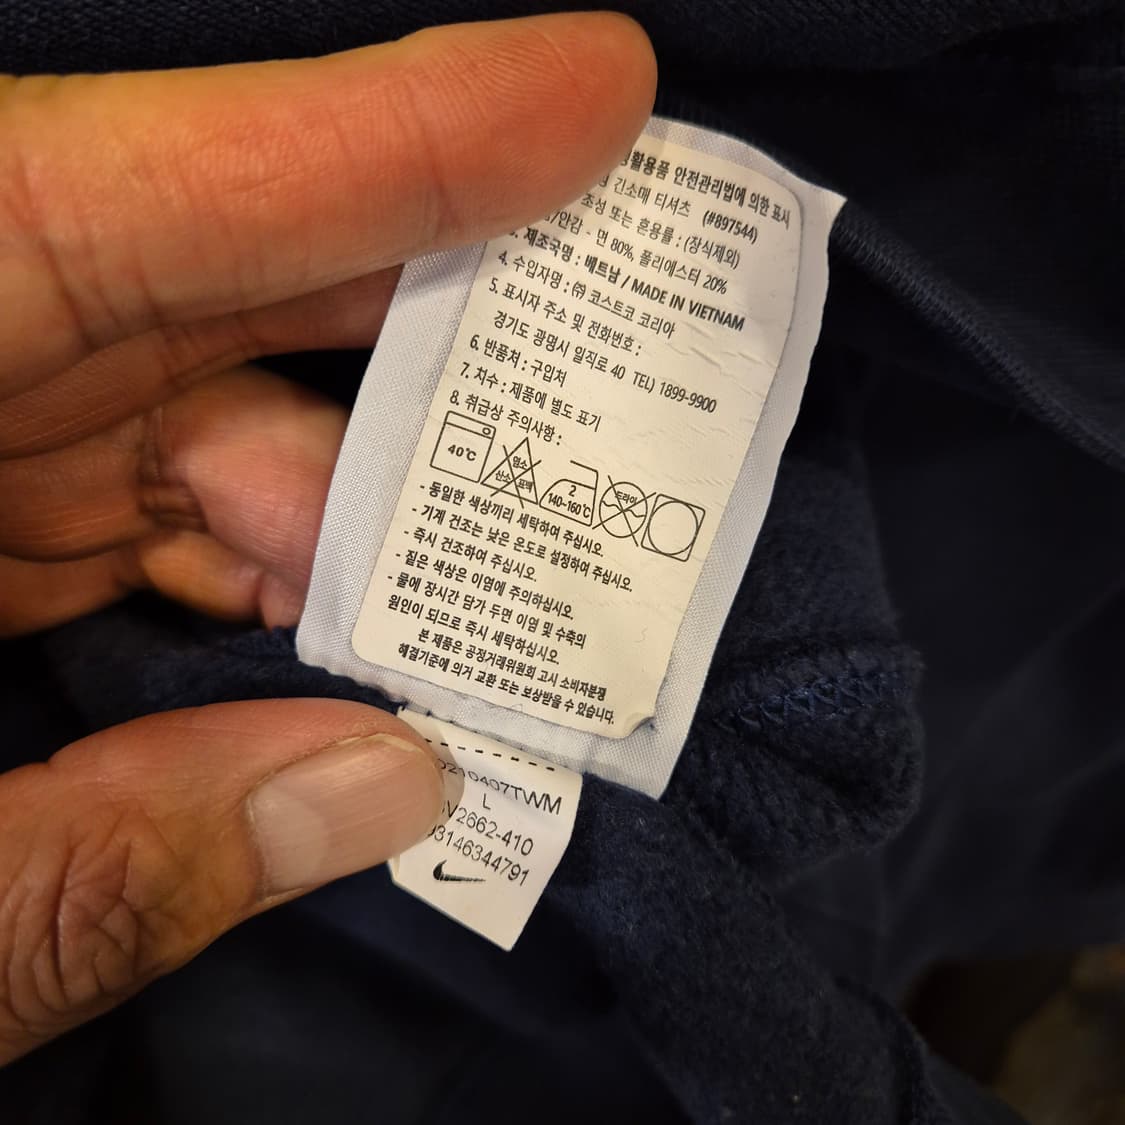 활용품 안전관리법에 의한 표시
긴소매 티셔츠 (#897544)
조성 또는 혼용률 : (장식제외)
/안감 - 면 80%, 폴리에스터 20%
3. 제조국명 : 베트남 / MADE IN VIETNAM
4. 수입자명 : ㈜ 코스트코 코리아
5. 표시자 주소 및 전화번호 :
경기도 광명시 일직로 40 TEL) 1899-9900
6. 반품처 : 구입처
7. 치수 : 제품에 별도 표기
8. 취급상 주의사항 :
40℃
염소
산소 표백
2
140~160℃
드라이
- 동일한 색상끼리 세탁하여 주십시오.
- 기계 건조는 낮은 온도로 설정하여 주십시오.
- 즉시 건조하여 주십시오.
- 짙은 색상은 이염에 주의하십시오.
- 물에 장시간 담가 두면 이염 및 수축의
원인이 되므로 즉시 세탁하십시오.
본 제품은 공정거래위원회 고시 소비자분쟁
해결기준에 의거 교환 또는 보상받을 수 있습니다.
0210407TWM
L
V2662-410
93146344791